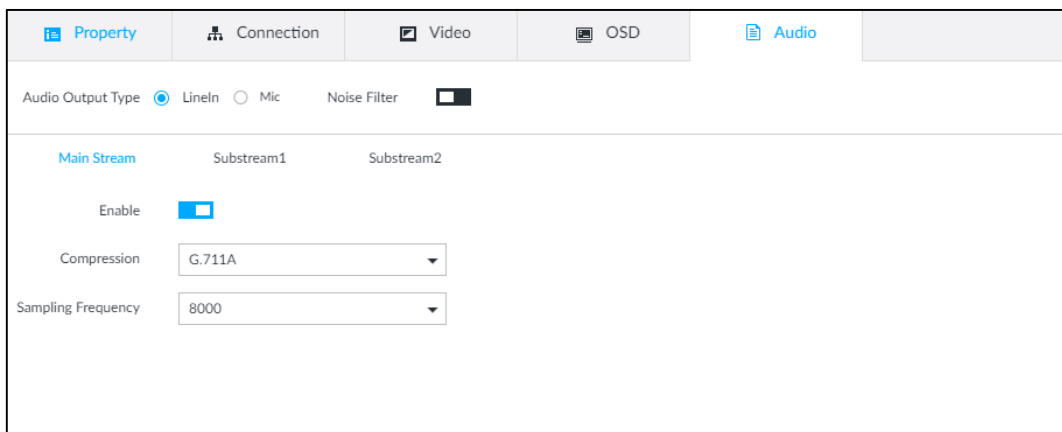 Property Connection Video OSD Audio
Audio Output Type LineIn Mic Noise Filter
Main Stream Substream1 Substream2
Enable
Compression G.711A
Sampling Frequency 8000